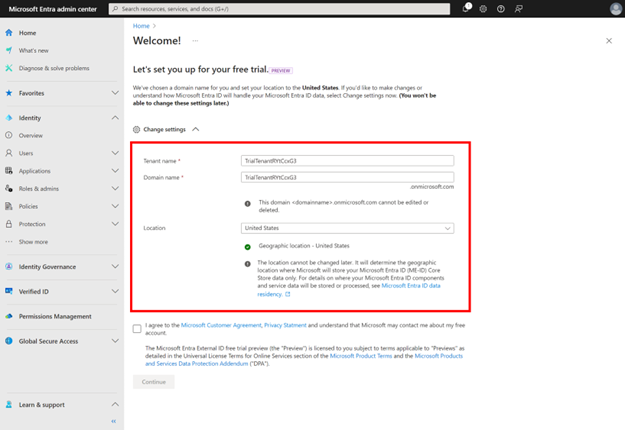 Microsoft Entra admin center
Search resources, services, and docs (G+/)
1
Home
What's new
Diagnose & solve problems
Favorites
Identity
Overview
Users
Applications
Roles & admins
Policies
Protection
Show more
Identity Governance
Verified ID
Permissions Management
Global Secure Access
Learn & support
Home
Welcome!
Let's set you up for your free trial. PREVIEW
We've chosen a domain name for you and set your location to the United States. If you'd like to make changes or
understand how Microsoft Entra ID will handle your Microsoft Entra ID data, select Change settings now. (You won't be
able to change these settings later.)
Change settings
Tenant name *
TrialTenantRYtCcxG3
Domain name *
TrialTenantRYtCcxG3
.onmicrosoft.com
This domain <domainname>.onmicrosoft.com cannot be edited or
deleted.
Location
United States
Geographic location - United States
The location cannot be changed later. It will determine the geographic
location where Microsoft will store your Microsoft Entra ID (ME-ID) Core
Store data only. For details on where your Microsoft Entra ID components
and service data will be stored or processed, see Microsoft Entra ID data
residency.
I agree to the Microsoft Customer Agreement, Privacy Statment and understand that Microsoft may contact me about my free
account.
The Microsoft Entra External ID free trial preview (the "Preview") is licensed to you subject to terms applicable to "Previews" as
detailed in the Universal License Terms for Online Services section of the Microsoft Product Terms and the Microsoft Products
and Services Data Protection Addendum ("DPA").
Continue